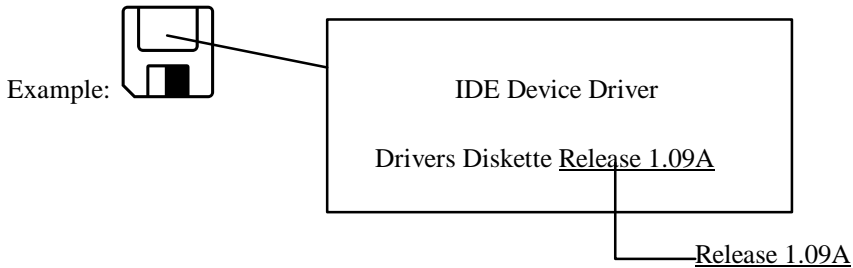 Example:
IDE Device Driver
Drivers Diskette Release 1.09A
Release 1.09A